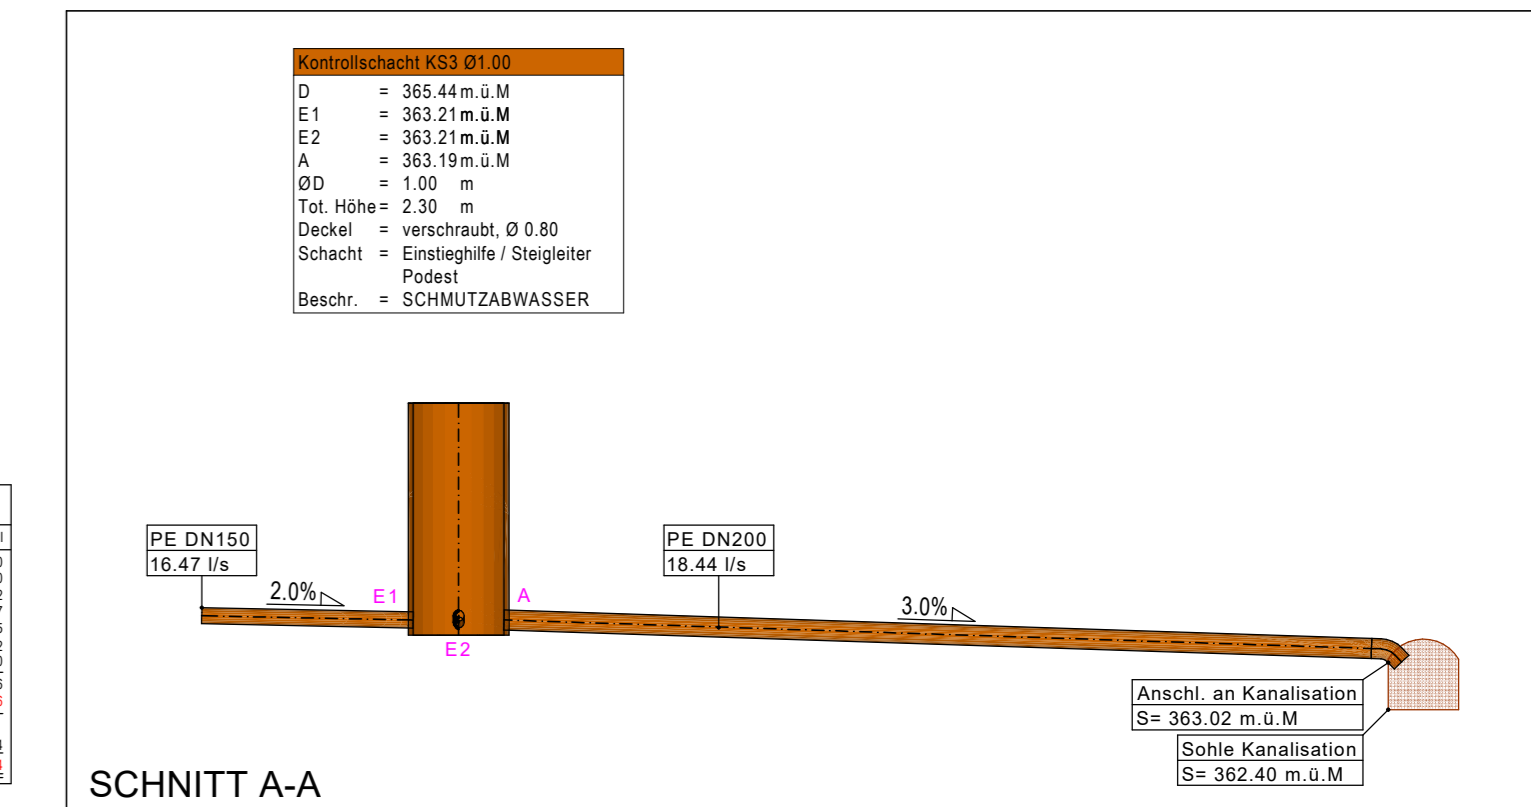 Kontrollschacht KS3 Ø1.00
D = 365.44 m.ü.M
E1 = 363.21 m.ü.M
E2 = 363.21 m.ü.M
A = 363.19 m.ü.M
ØD = 1.00 m
Tot. Höhe = 2.30 m
Deckel = verschraubt, Ø 0.80
Schacht = Einstieghilfe / Steigleiter
Podest
Beschr. = SCHMUTZABWASSER
PE DN150
16.47 l/s
2.0%
E1
E2
A
PE DN200
18.44 l/s
3.0%
Anschl. an Kanalisation
S= 363.02 m.ü.M
Sohle Kanalisation
S= 362.40 m.ü.M
SCHNITT A-A